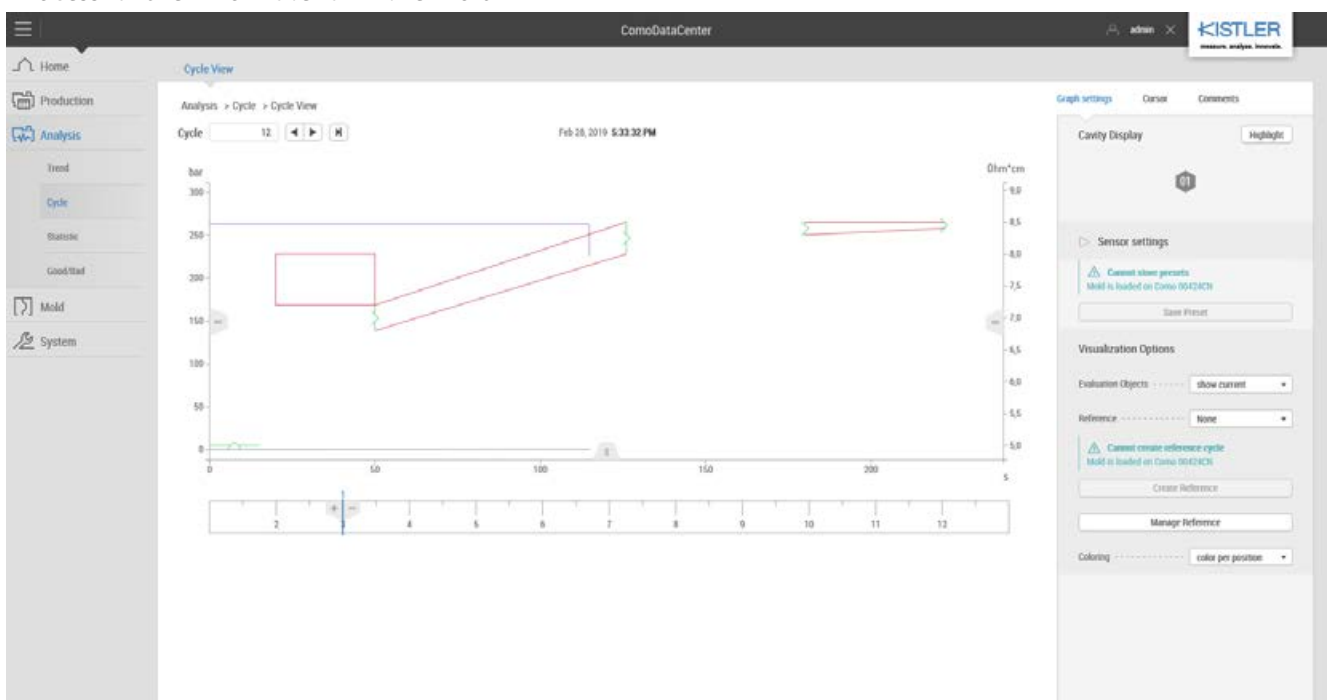 ComoDataCenter
admin
KISTLER
measure. analyze. innovate.
Home
Production
Analysis
Trend
Cycle
Statistic
Good/Bad
Mold
System
Cycle View
Analysis > Cycle > Cycle View
Cycle 12
Feb 28, 2019 5:33:32 PM
bar
300
250
200
150
100
50
0
Ohm*cm
9,0
8,5
8,0
7,5
7,0
6,5
6,0
5,5
5,0
0 50 100 150 200
s
2 3 4 5 6 7 8 9 10 11 12
Graph settings Cursor Comments
Cavity Display Highlight
01
Sensor settings
Cannot store presets
Mold is loaded on Como 00424CN
Save Preset
Visualization Options
Evaluation Objects show current
Reference None
Cannot create reference cycle
Mold is loaded on Como 00424CN
Create Reference
Manage Reference
Coloring color per position